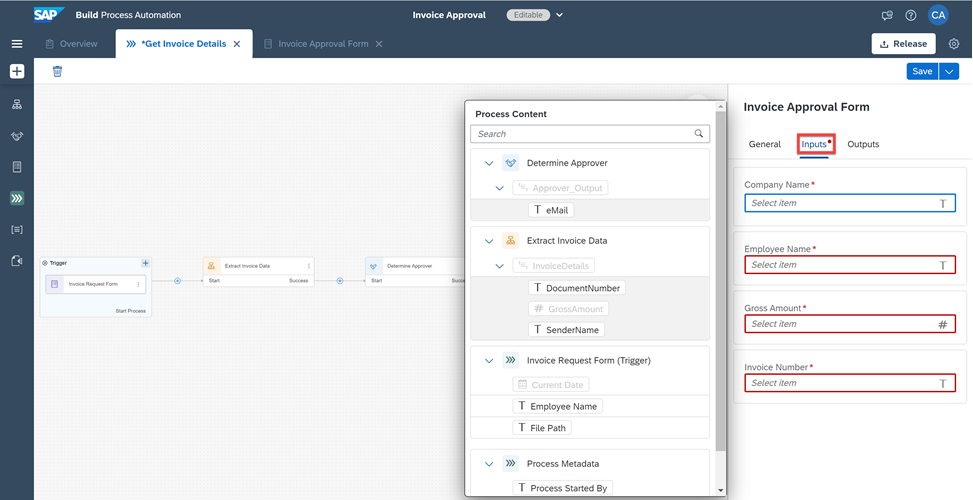 SAP Build Process Automation
Invoice Approval Editable
CA
Overview
*Get Invoice Details
Invoice Approval Form
Release
Save
Trigger
Invoice Request Form
Start Process
Extract Invoice Data
Start Success
Determine Approver
Start Succe
Process Content
Search
Determine Approver
Approver_Output
T eMail
Extract Invoice Data
InvoiceDetails
T DocumentNumber
# GrossAmount
T SenderName
Invoice Request Form (Trigger)
Current Date
T Employee Name
T File Path
Process Metadata
T Process Started By
Invoice Approval Form
General Inputs Outputs
Company Name*
Select item T
Employee Name*
Select item T
Gross Amount*
Select item #
Invoice Number*
Select item T